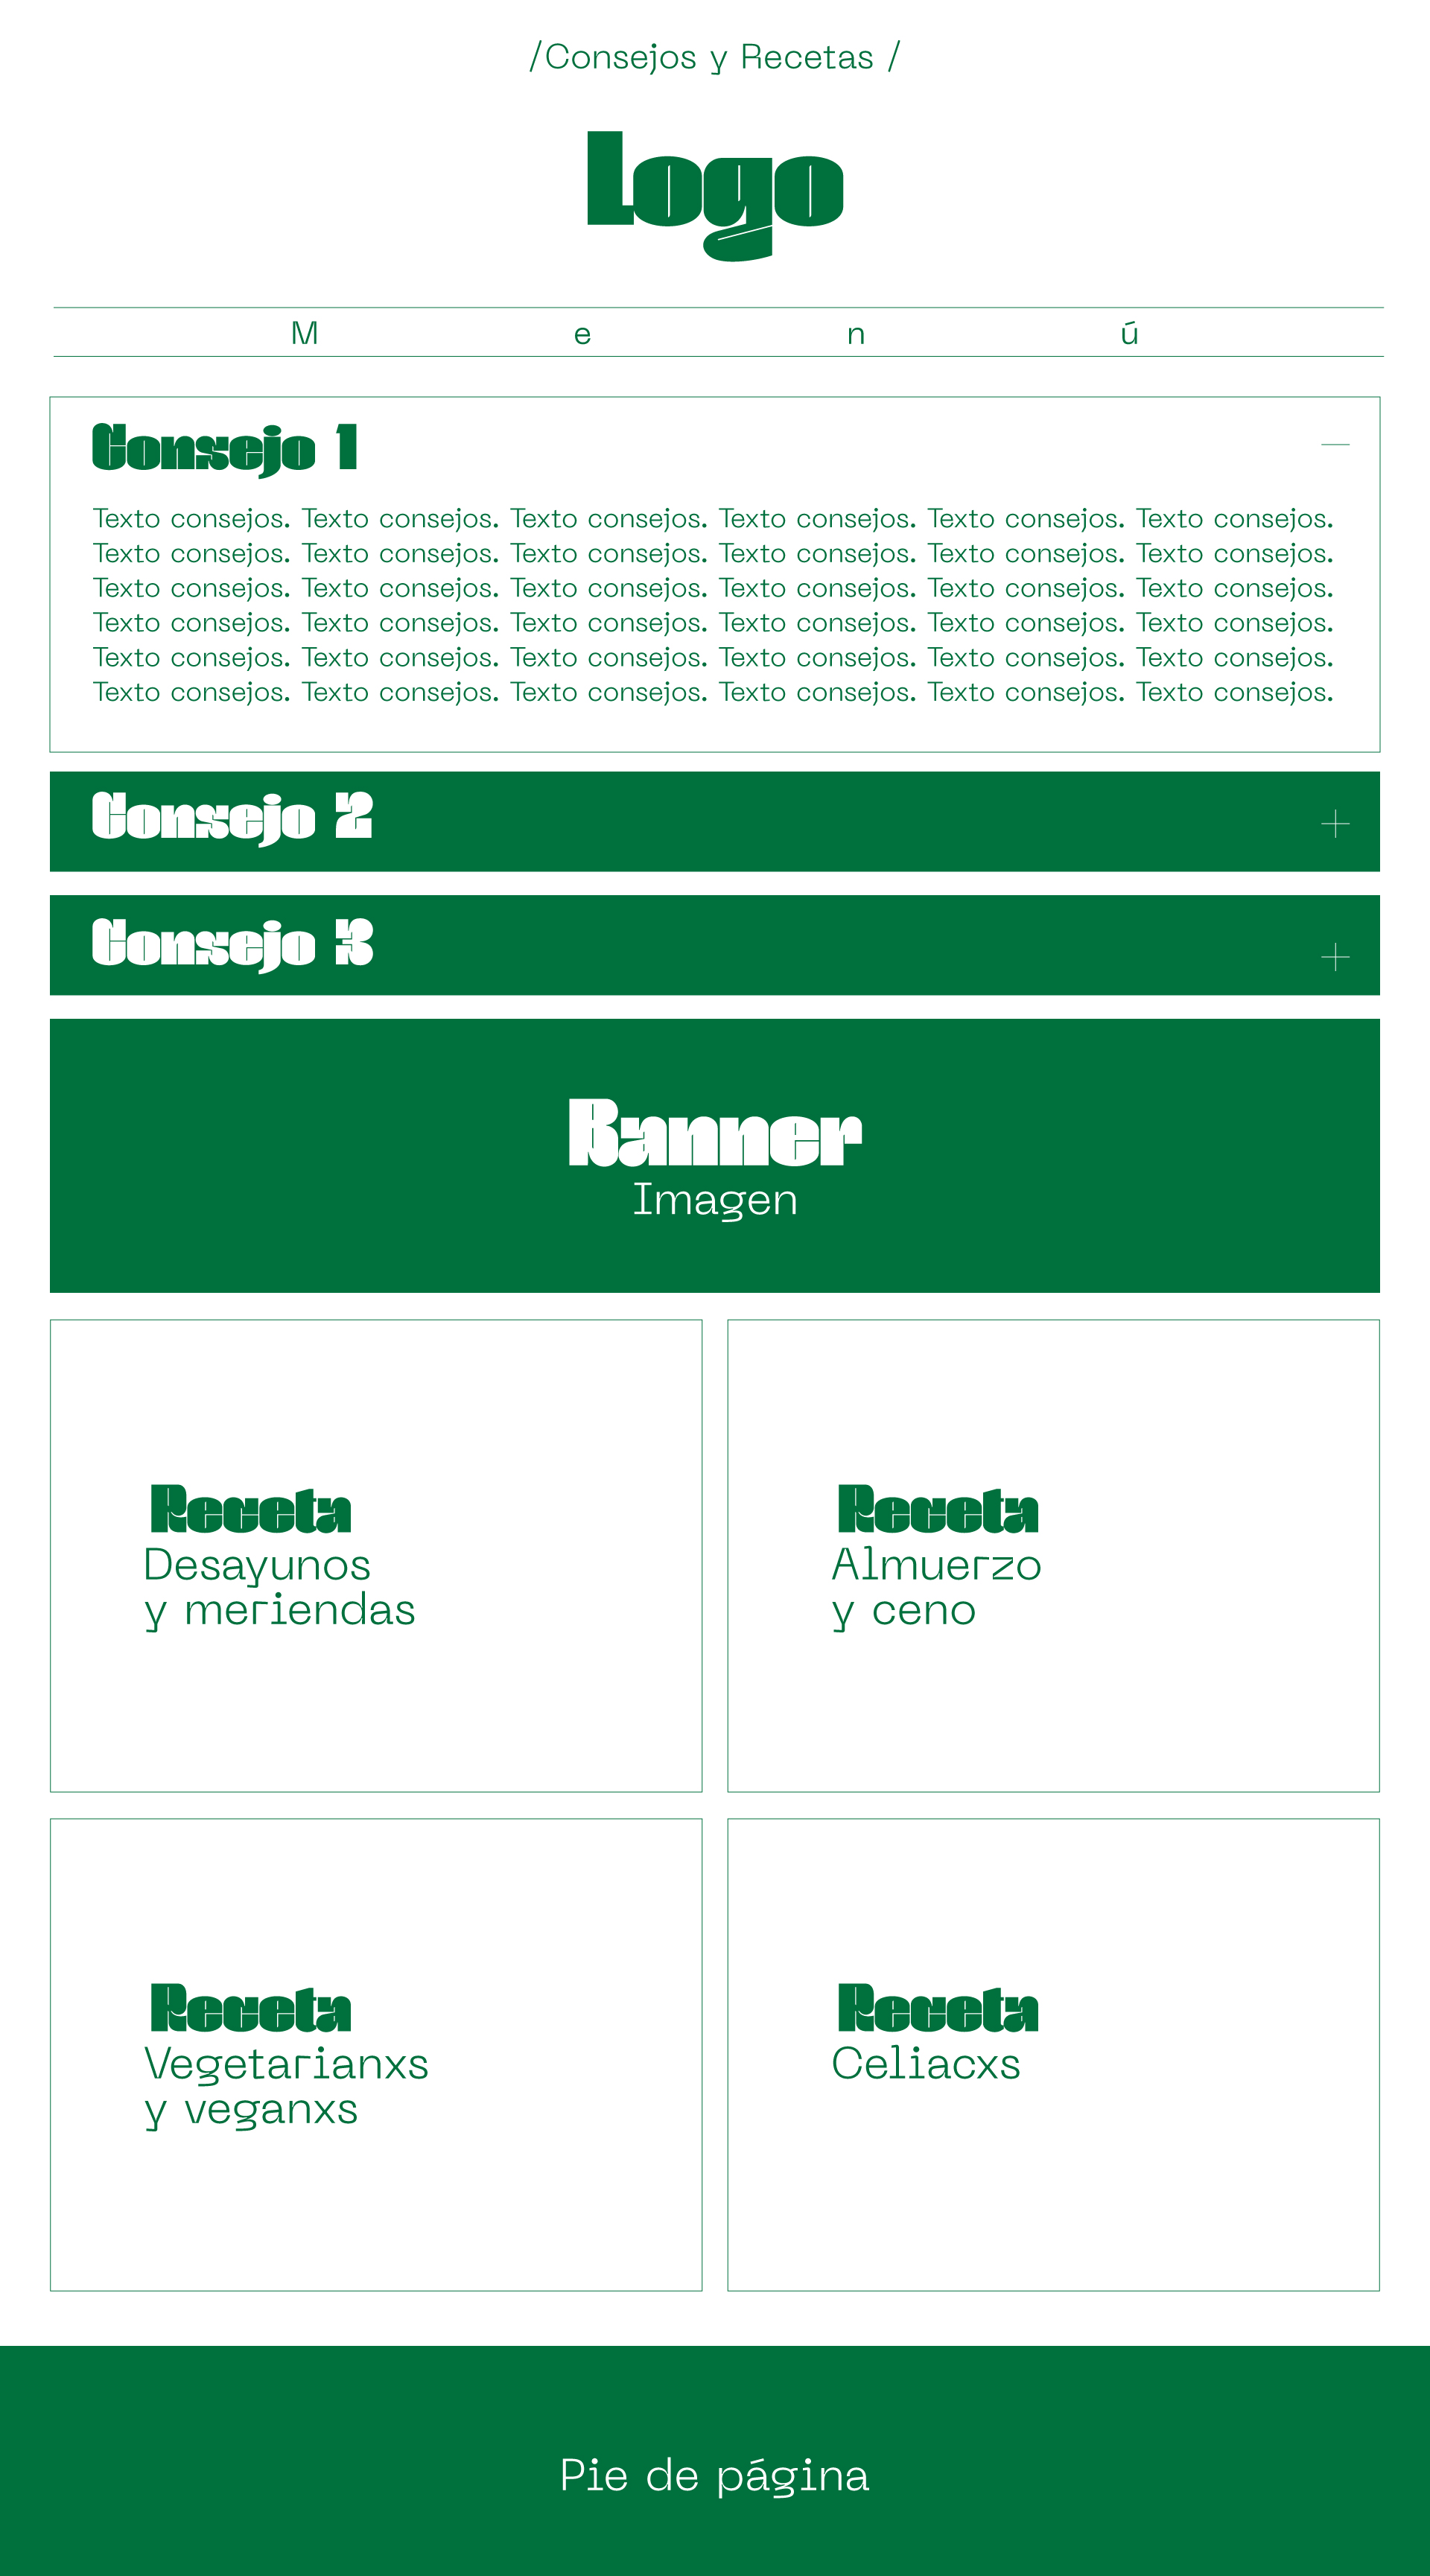 /Consejos y Recetas /
Logo
M e n ú
Consejo 1
Texto consejos. Texto consejos. Texto consejos. Texto consejos. Texto consejos. Texto consejos.
Texto consejos. Texto consejos. Texto consejos. Texto consejos. Texto consejos. Texto consejos.
Texto consejos. Texto consejos. Texto consejos. Texto consejos. Texto consejos. Texto consejos.
Texto consejos. Texto consejos. Texto consejos. Texto consejos. Texto consejos. Texto consejos.
Texto consejos. Texto consejos. Texto consejos. Texto consejos. Texto consejos. Texto consejos.
Texto consejos. Texto consejos. Texto consejos. Texto consejos. Texto consejos. Texto consejos.
Consejo 2
Consejo 3
Banner
Imagen
Receta
Desayunos
y meriendas
Receta
Almuerzo
y ceno
Receta
Vegetarianxs
y veganxs
Receta
Celiacxs
Pie de página